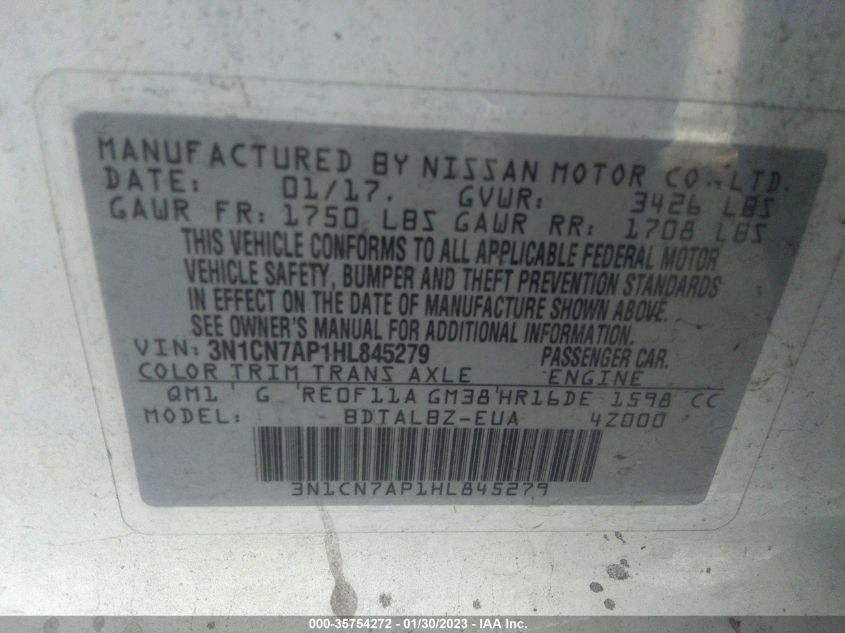 MANUFACTURED BY NISSAN MOTOR CO., LTD.
DATE: 01/17. GVWR: 3426 LBS
GAWR FR: 1750 LBS GAWR RR: 1708 LBS
THIS VEHICLE CONFORMS TO ALL APPLICABLE FEDERAL MOTOR
VEHICLE SAFETY, BUMPER AND THEFT PREVENTION STANDARDS
IN EFFECT ON THE DATE OF MANUFACTURE SHOWN ABOVE.
SEE OWNER'S MANUAL FOR ADDITIONAL INFORMATION.
VIN: 3N1CN7AP1HL845279 PASSENGER CAR.
COLOR TRIM TRANS AXLE ENGINE
QM1 ' G 'RE0F11A GM38'HR16DE 1598 CC
MODEL: BDTALBZ-EUA 4Z000
3N1CN7AP1HL845279
000-35754272 - 01/30/2023 - IAA Inc.